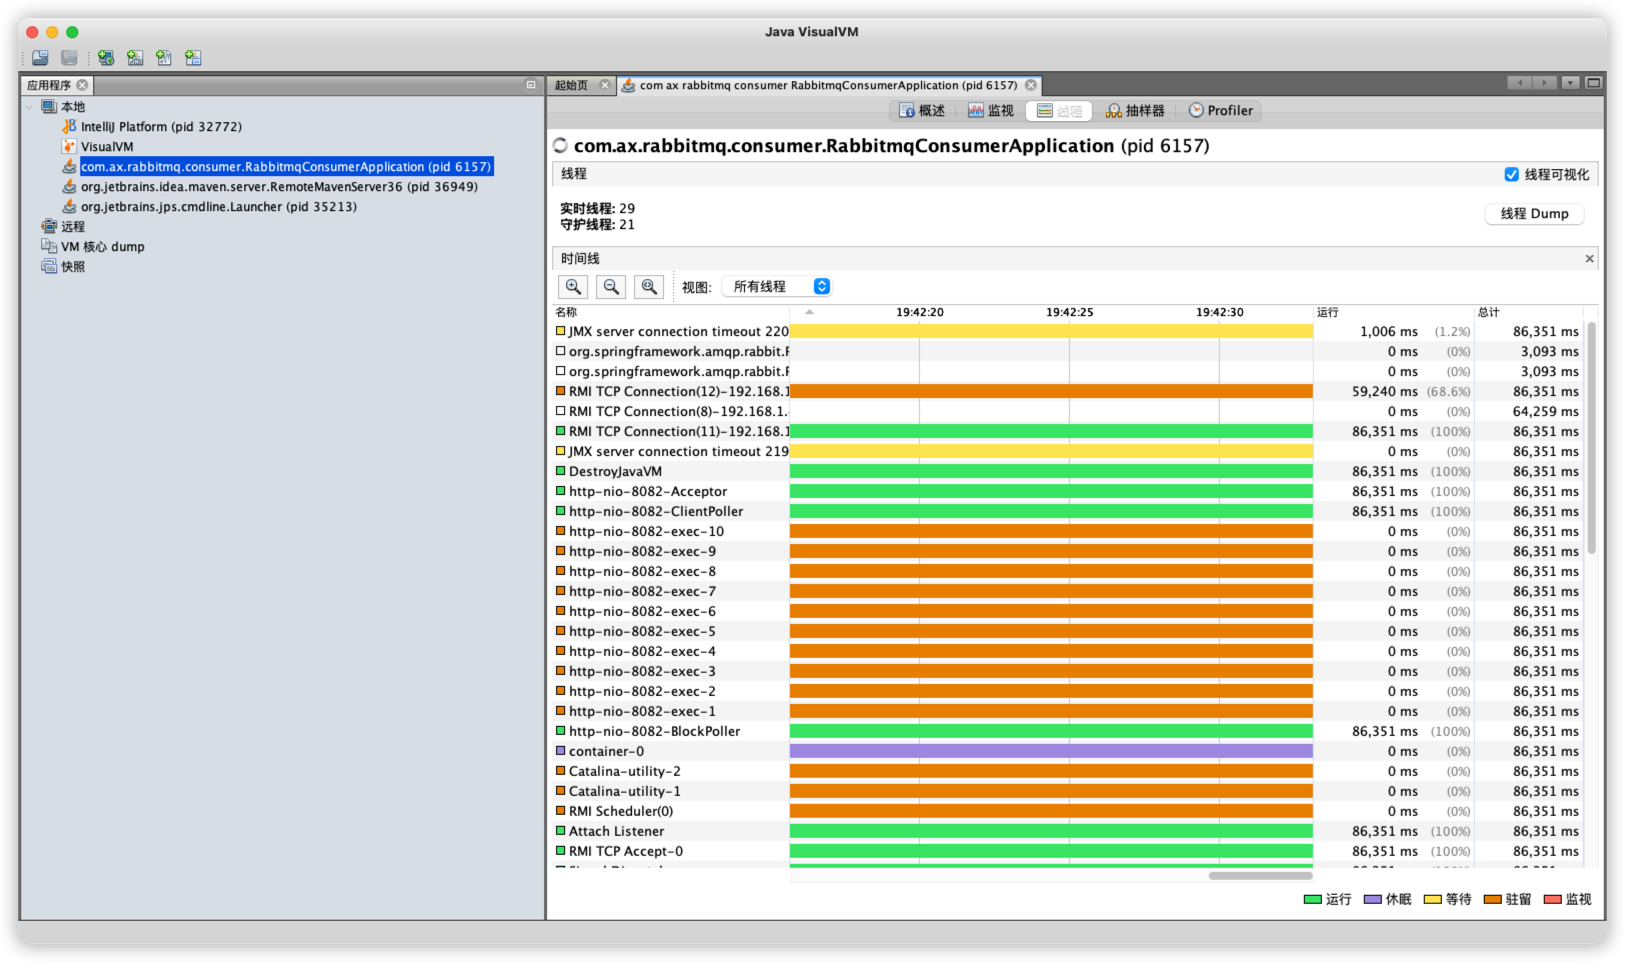 Java VisualVM
应用程序
本地
IntelliJ Platform (pid 32772)
VisualVM
com.ax.rabbitmq.consumer.RabbitmqConsumerApplication (pid 6157)
org.jetbrains.idea.maven.server.RemoteMavenServer36 (pid 36949)
org.jetbrains.jps.cmdline.Launcher (pid 35213)
远程
VM 核心 dump
快照
起始页 com ax rabbitmq consumer RabbitmqConsumerApplication (pid 6157)
概述 监视 线程 抽样器 Profiler
com.ax.rabbitmq.consumer.RabbitmqConsumerApplication (pid 6157)
线程 线程可视化
实时线程: 29
守护线程: 21
线程 Dump
时间线
视图: 所有线程
名称 19:42:20 19:42:25 19:42:30 运行 总计
JMX server connection timeout 220 1,006 ms (1.2%) 86,351 ms
org.springframework.amqp.rabbit. 0 ms (0%) 3,093 ms
org.springframework.amqp.rabbit. 0 ms (0%) 3,093 ms
RMI TCP Connection(12)-192.168.1 59,240 ms (68.6%) 86,351 ms
RMI TCP Connection(8)-192.168.1. 0 ms (0%) 64,259 ms
RMI TCP Connection(11)-192.168.1 86,351 ms (100%) 86,351 ms
JMX server connection timeout 219 0 ms (0%) 86,351 ms
DestroyJavaVM 86,351 ms (100%) 86,351 ms
http-nio-8082-Acceptor 86,351 ms (100%) 86,351 ms
http-nio-8082-ClientPoller 86,351 ms (100%) 86,351 ms
http-nio-8082-exec-10 0 ms (0%) 86,351 ms
http-nio-8082-exec-9 0 ms (0%) 86,351 ms
http-nio-8082-exec-8 0 ms (0%) 86,351 ms
http-nio-8082-exec-7 0 ms (0%) 86,351 ms
http-nio-8082-exec-6 0 ms (0%) 86,351 ms
http-nio-8082-exec-5 0 ms (0%) 86,351 ms
http-nio-8082-exec-4 0 ms (0%) 86,351 ms
http-nio-8082-exec-3 0 ms (0%) 86,351 ms
http-nio-8082-exec-2 0 ms (0%) 86,351 ms
http-nio-8082-exec-1 0 ms (0%) 86,351 ms
http-nio-8082-BlockPoller 86,351 ms (100%) 86,351 ms
container-0 0 ms (0%) 86,351 ms
Catalina-utility-2 0 ms (0%) 86,351 ms
Catalina-utility-1 0 ms (0%) 86,351 ms
RMI Scheduler(0) 0 ms (0%) 86,351 ms
Attach Listener 86,351 ms (100%) 86,351 ms
RMI TCP Accept-0 86,351 ms (100%) 86,351 ms
运行 休眠 等待 驻留 监视